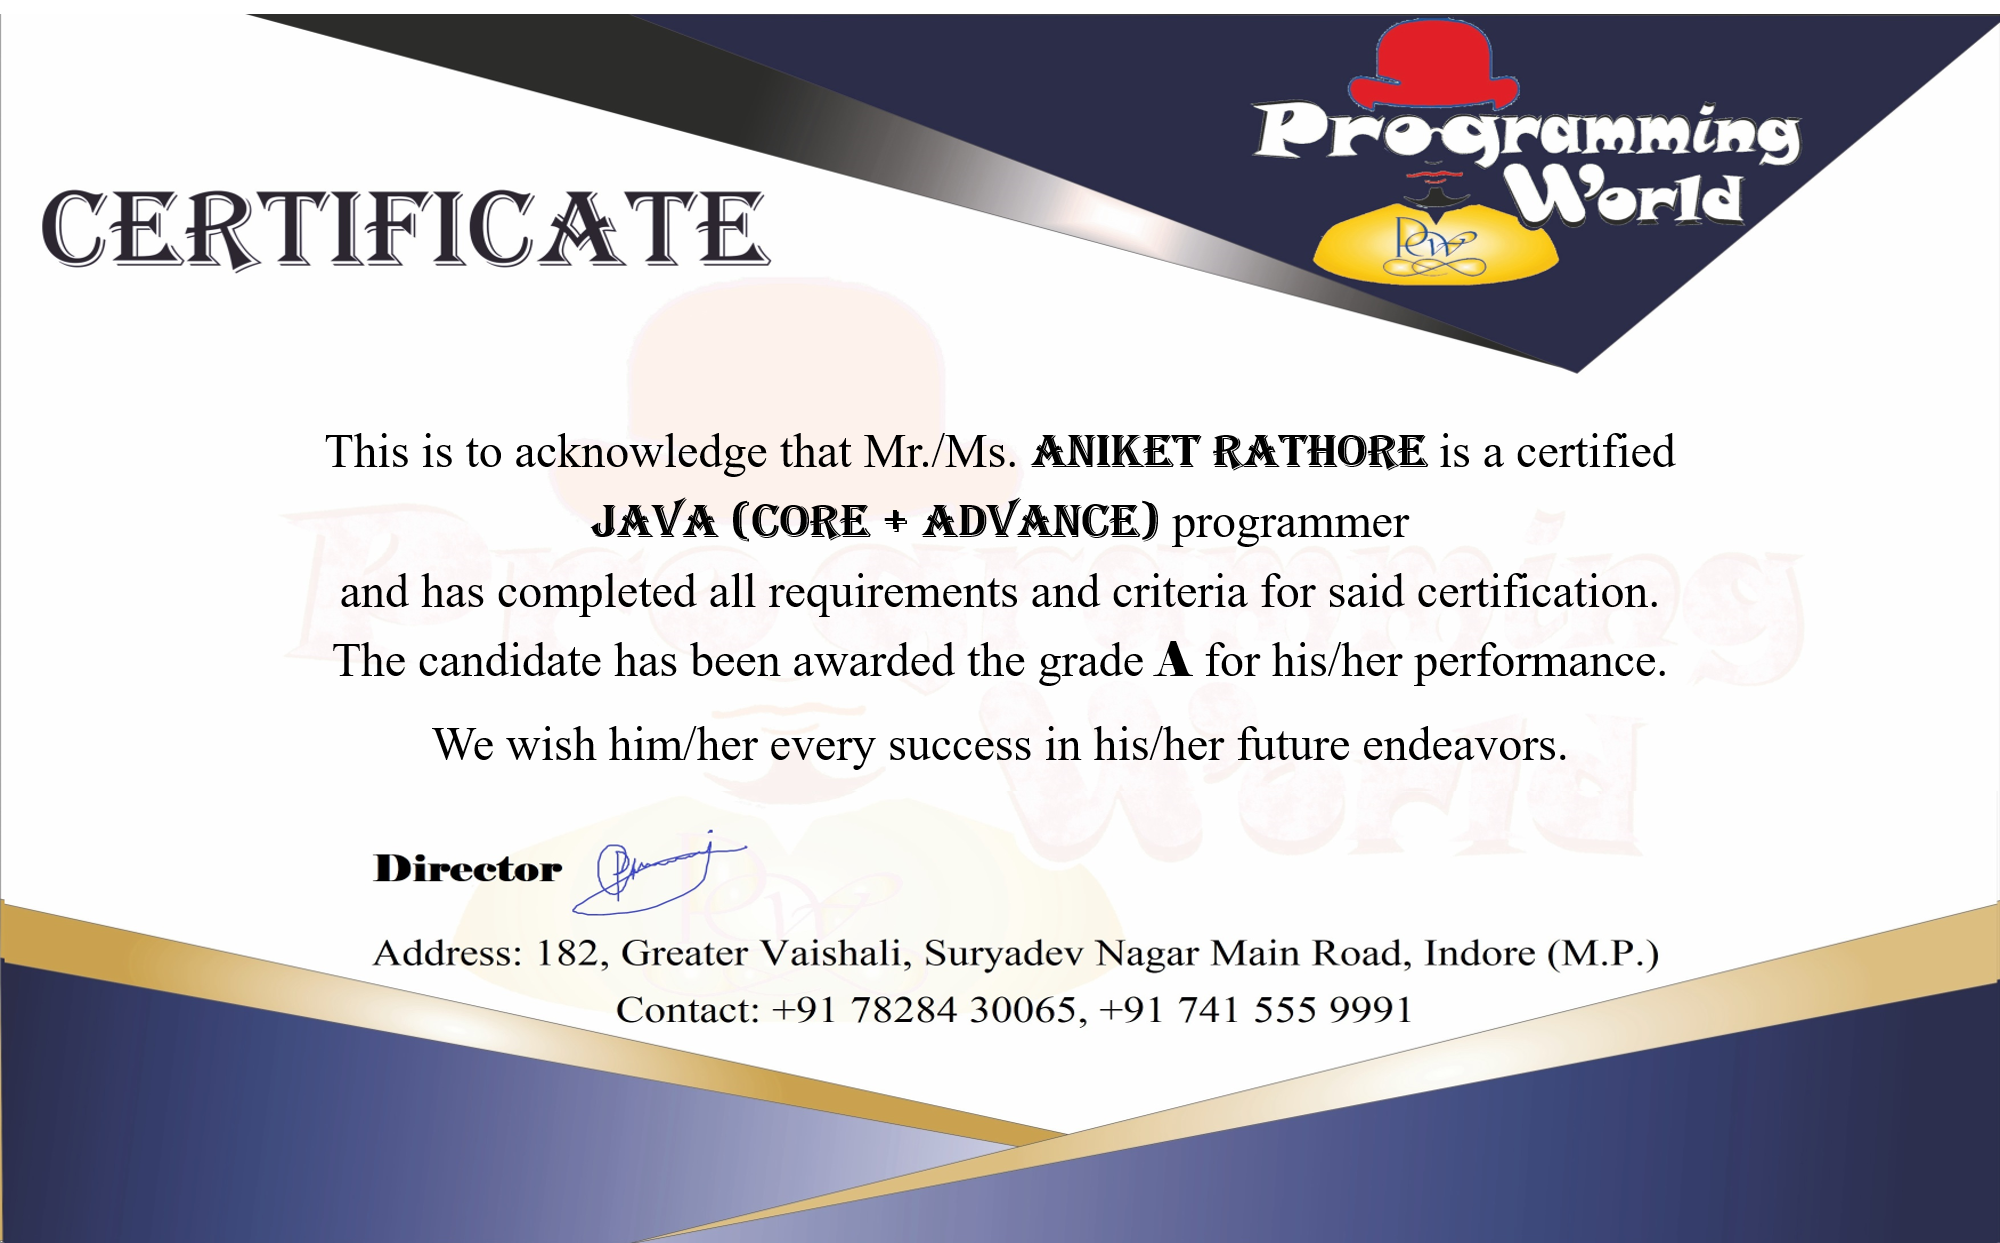 Programming
World
PCW
CERTIFICATE
This is to acknowledge that Mr./Ms. ANIKET RATHORE is a certified
JAVA (CORE + ADVANCE) programmer
and has completed all requirements and criteria for said certification.
The candidate has been awarded the grade A for his/her performance.
We wish him/her every success in his/her future endeavors.
Director
Address: 182, Greater Vaishali, Suryadev Nagar Main Road, Indore (M.P.)
Contact: +91 78284 30065, +91 741 555 9991